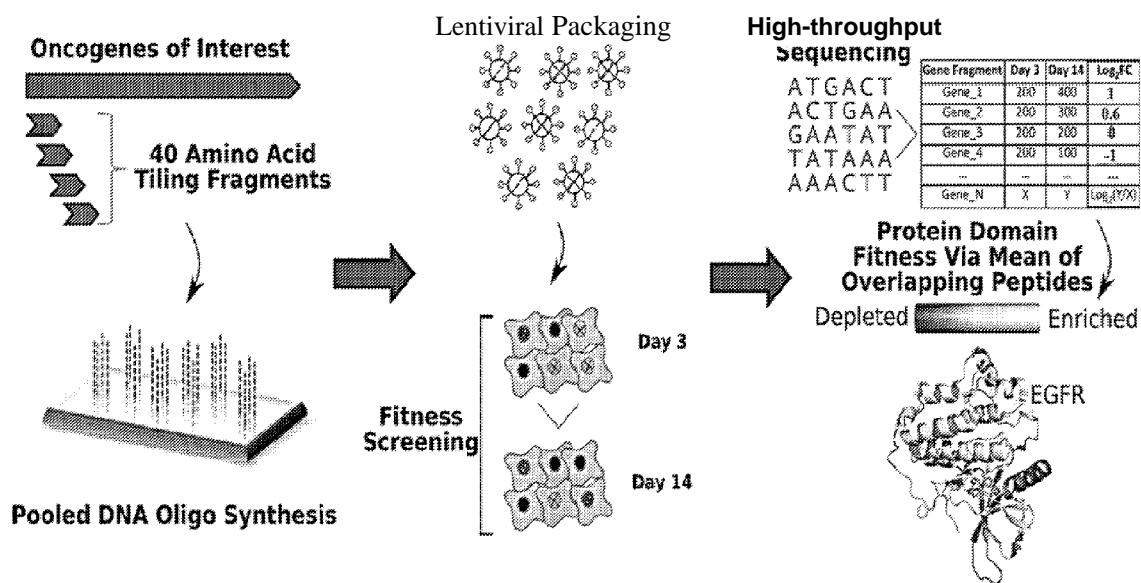 Oncogenes of Interest
40 Amino Acid
Tiling Fragments
Pooled DNA Oligo Synthesis
Lentiviral Packaging
Fitness
Screening
Day 3
Day 14
High-throughput
Sequencing
ATGACT
ACTGAA
GAATAT
TATAAA
AAACTT
Gene Fragment Day 3 Day 14 Log₂FC
Gene_1 200 400 1
Gene_2 200 300 0.6
Gene_3 200 200 0
Gene_4 200 100 -1
... ... ... ...
Gene_N X Y Log₂(Y/X)
Protein Domain
Fitness Via Mean of
Overlapping Peptides
Depleted Enriched
EGFR